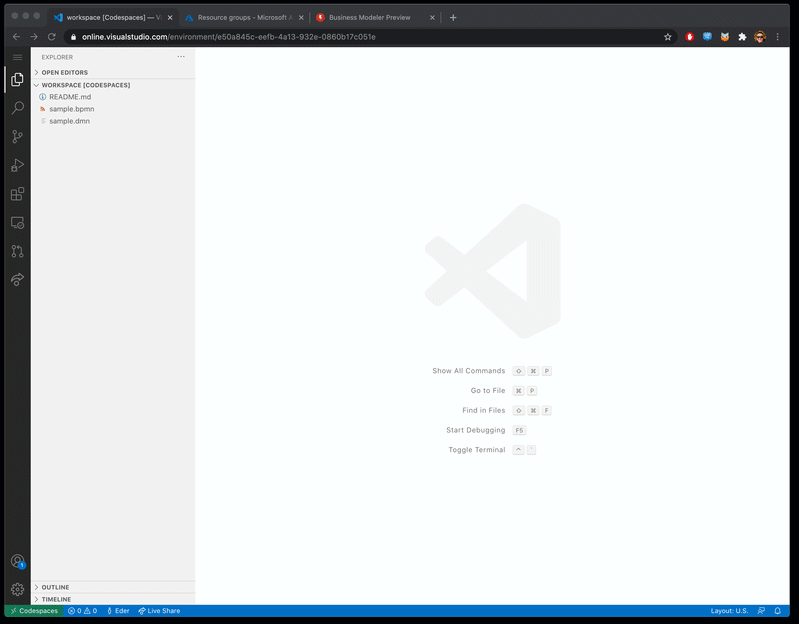 workspace [Codespaces] — Vi
Resource groups - Microsoft A
Business Modeler Preview
online.visualstudio.com/environment/e50a845c-eefb-4a13-932e-0860b17c051e
EXPLORER
OPEN EDITORS
WORKSPACE [CODESPACES]
README.md
sample.bpmn
sample.dmn
Show All Commands ⇧ ⌘ P
Go to File ⌘ P
Find in Files ⇧ ⌘ F
Start Debugging F5
Toggle Terminal ^ `
1
OUTLINE
TIMELINE
Codespaces 0 0 Eder Live Share Layout: U.S.